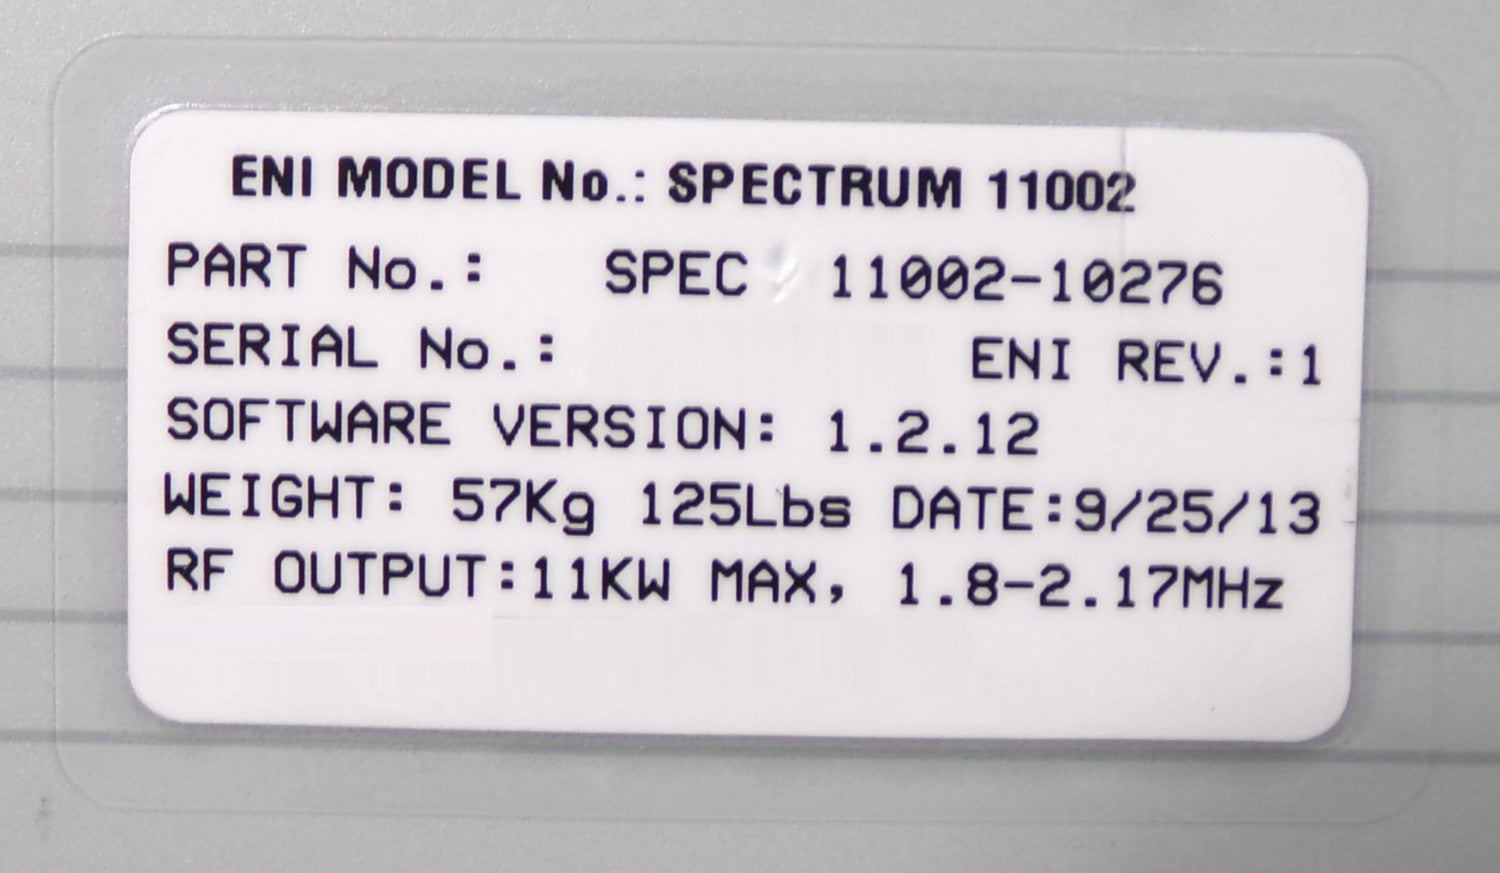 ENI MODEL No.: SPECTRUM 11002
PART No.: SPEC 11002-10276
SERIAL No.: ENI REV.:1
SOFTWARE VERSION: 1.2.12
WEIGHT: 57Kg 125Lbs DATE:9/25/13
RF OUTPUT:11KW MAX, 1.8-2.17MHz